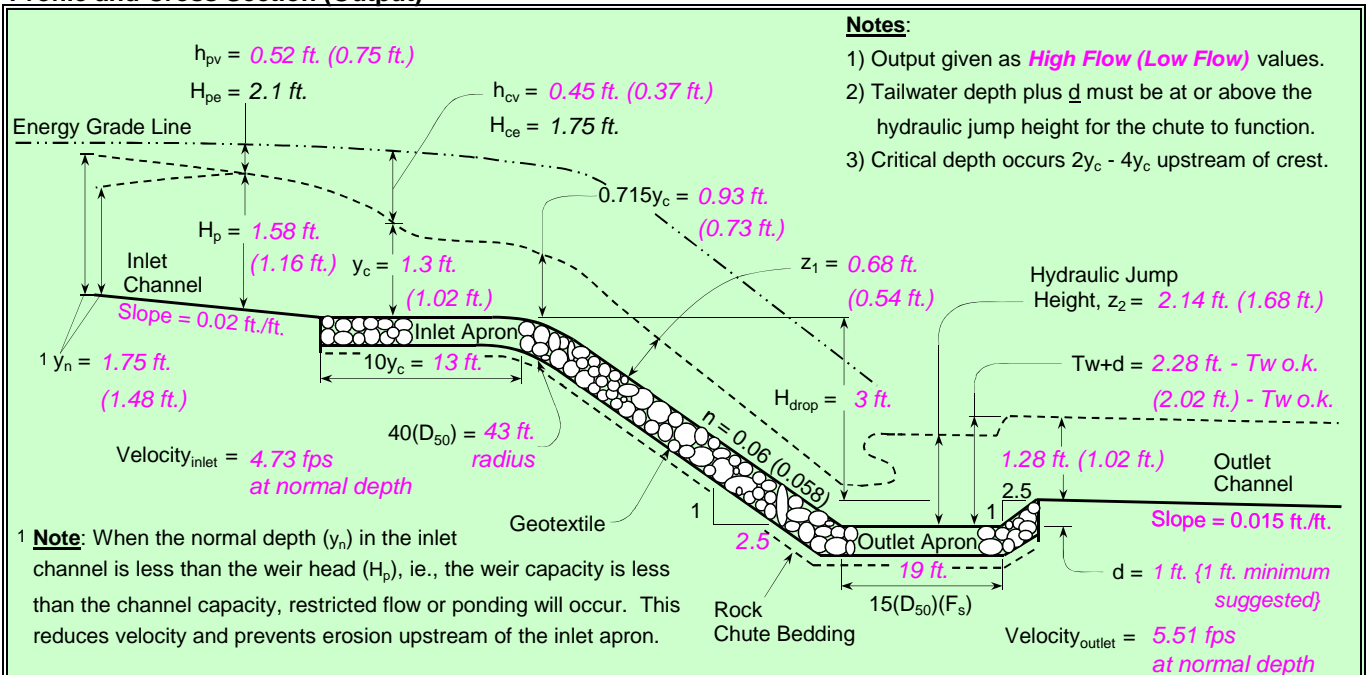 Profile and Cross Section (Output)
Notes:
1) Output given as High Flow (Low Flow) values.
2) Tailwater depth plus d must be at or above the
hydraulic jump height for the chute to function.
3) Critical depth occurs 2yc - 4yc upstream of crest.
hpv = 0.52 ft. (0.75 ft.)
Hpe = 2.1 ft.
hcv = 0.45 ft. (0.37 ft.)
Hce = 1.75 ft.
Energy Grade Line
0.715yc = 0.93 ft.
(0.73 ft.)
Hp = 1.58 ft.
(1.16 ft.)
Inlet
Channel
Slope = 0.02 ft./ft.
yc = 1.3 ft.
(1.02 ft.)
z1 = 0.68 ft.
(0.54 ft.)
Hydraulic Jump
Height, z2 = 2.14 ft. (1.68 ft.)
Inlet Apron
1 yn = 1.75 ft.
(1.48 ft.)
10yc = 13 ft.
Hdrop = 3 ft.
Tw+d = 2.28 ft. - Tw o.k.
(2.02 ft.) - Tw o.k.
40(D50) = 43 ft.
radius
n = 0.06 (0.058)
Velocityinlet = 4.73 fps
at normal depth
1.28 ft. (1.02 ft.)
Outlet
Channel
Slope = 0.015 ft./ft.
1
2.5
Geotextile
1
2.5
Outlet Apron
19 ft.
15(D50)(Fs)
d = 1 ft. {1 ft. minimum
suggested}
Rock
Chute Bedding
Velocityoutlet = 5.51 fps
at normal depth
1 Note: When the normal depth (yn) in the inlet
channel is less than the weir head (Hp), ie., the weir capacity is less
than the channel capacity, restricted flow or ponding will occur. This
reduces velocity and prevents erosion upstream of the inlet apron.